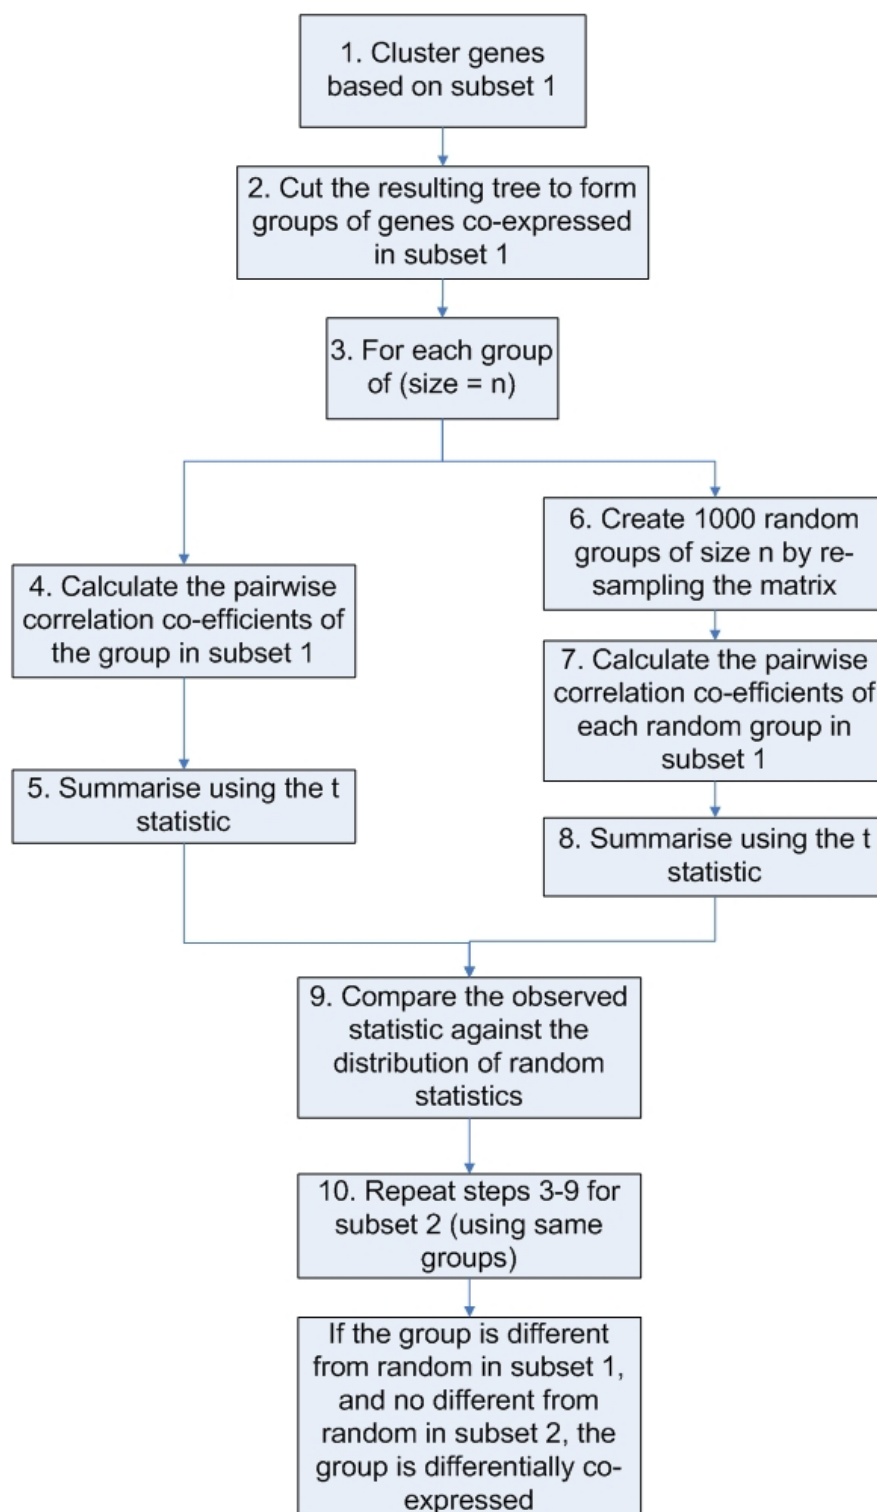 1. Cluster genes
based on subset 1
2. Cut the resulting tree to form
groups of genes co-expressed
in subset 1
3. For each group
of (size = n)
4. Calculate the pairwise
correlation co-efficients of
the group in subset 1
5. Summarise using the t
statistic
6. Create 1000 random
groups of size n by re-
sampling the matrix
7. Calculate the pairwise
correlation co-efficients of
each random group in
subset 1
8. Summarise using the t
statistic
9. Compare the observed
statistic against the
distribution of random
statistics
10. Repeat steps 3-9 for
subset 2 (using same
groups)
If the group is different
from random in subset 1,
and no different from
random in subset 2, the
group is differentially co-
expressed